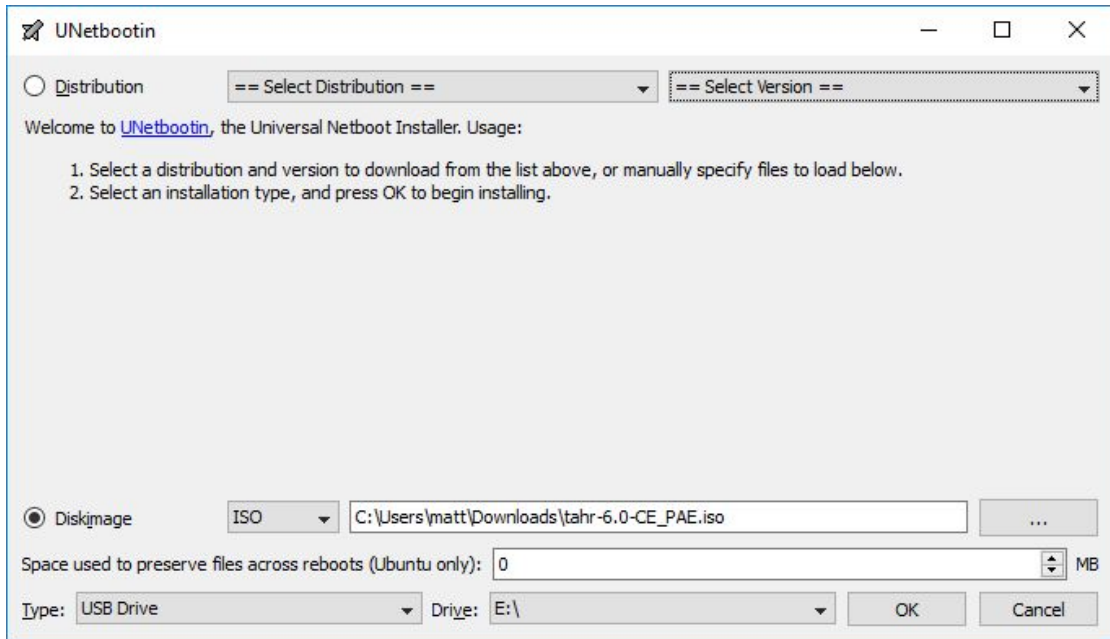 UNetbootin
Distribution == Select Distribution == == Select Version ==
Welcome to UNetbootin, the Universal Netboot Installer. Usage:
1. Select a distribution and version to download from the list above, or manually specify files to load below.
2. Select an installation type, and press OK to begin installing.
Diskimage ISO C:\Users\matt\Downloads\tahr-6.0-CE_PAE.iso ...
Space used to preserve files across reboots (Ubuntu only): 0 MB
Type: USB Drive Drive: E:\ OK Cancel